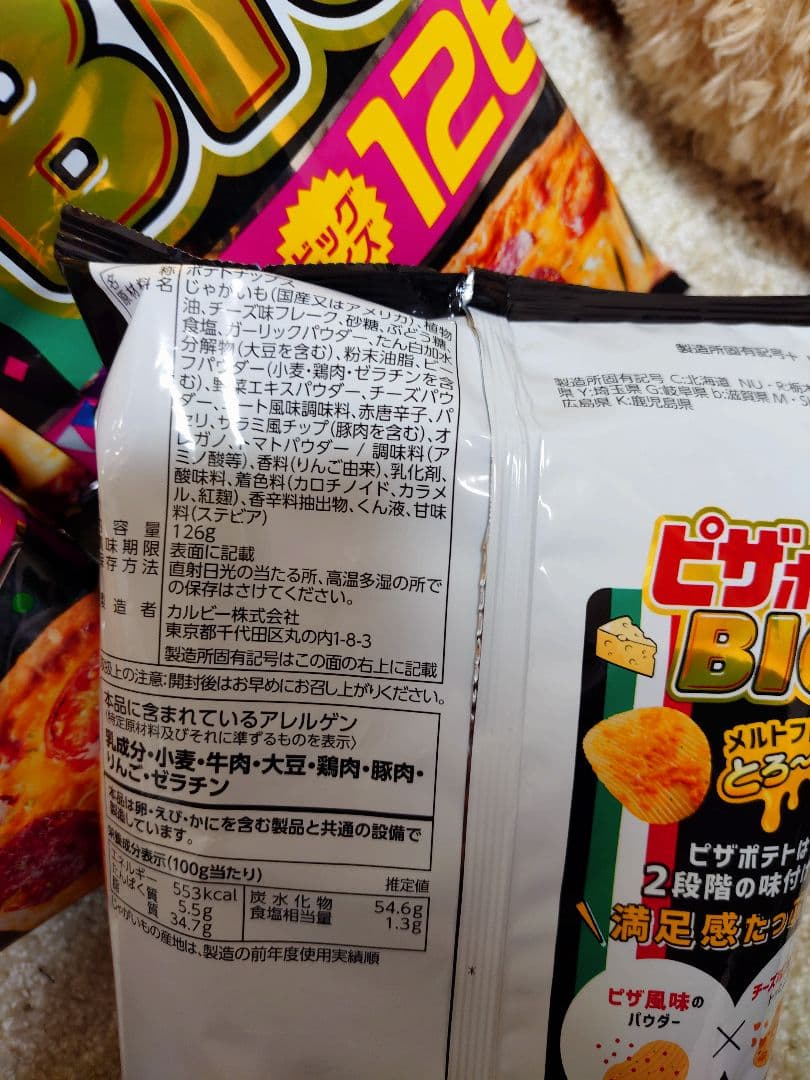 BI
ビッグ
イズ
126
称 ポテトチップス
原材料名 じゃがいも(国産又はアメリカ)、植物
油、チーズ味フレーク、砂糖、ぶどう糖、
食塩、ガーリックパウダー、たん白加水
分解物(大豆を含む)、粉末油脂、ビー
フパウダー(小麦・鶏肉・ゼラチンを含
む)、野菜エキスパウダー、チーズパウ
ダー、ミート風味調味料、赤唐辛子、パ
セリ、サラミ風チップ(豚肉を含む)、オ
レガノ、トマトパウダー / 調味料(ア
ミノ酸等)、香料(りんご由来)、乳化剤、
酸味料、着色料(カロチノイド、カラメ
ル、紅麹)、香辛料抽出物、くん液、甘味
料(ステビア)
容量 126g
味期限 表面に記載
存方法 直射日光の当たる所、高温多湿の所で
の保存はさけてください。
製造者 カルビー株式会社
東京都千代田区丸の内1-8-3
製造所固有記号はこの面の右上に記載
扱上の注意:開封後はお早めにお召し上がりください。
本品に含まれているアレルゲン
〈特定原材料及びそれに準ずるものを表示〉
乳成分・小麦・牛肉・大豆・鶏肉・豚肉・
りんご・ゼラチン
本品は卵・えび・かにを含む製品と共通の設備で
製造しています。
栄養成分表示(100g当たり) 推定値
エネルギー 553kcal 炭水化物 54.6g
たんぱく質 5.5g 食塩相当量 1.3g
脂質 34.7g
じゃがいもの産地は、製造の前年度使用実績順
製造所固有記号+
製造所固有記号 C:北海道 NU・R:栃
県 Y:埼玉県 G:岐阜県 b:滋賀県 M・S
広島県 K:鹿児島県
ピザポ
BIG
メルトフ
とろ〜
ピザポテトは
2段階の味付け
満足感たっ
ピザ風味の
パウダー
×
チーズ